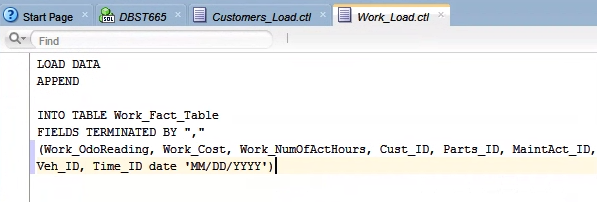 Start Page
DBST665
Customers_Load.ctl
Work_Load.ctl
Find
LOAD DATA
APPEND
INTO TABLE Work_Fact_Table
FIELDS TERMINATED BY ","
(Work_OdoReading, Work_Cost, Work_NumOfActHours, Cust_ID, Parts_ID, MaintAct_ID,
Veh_ID, Time_ID date 'MM/DD/YYYY')